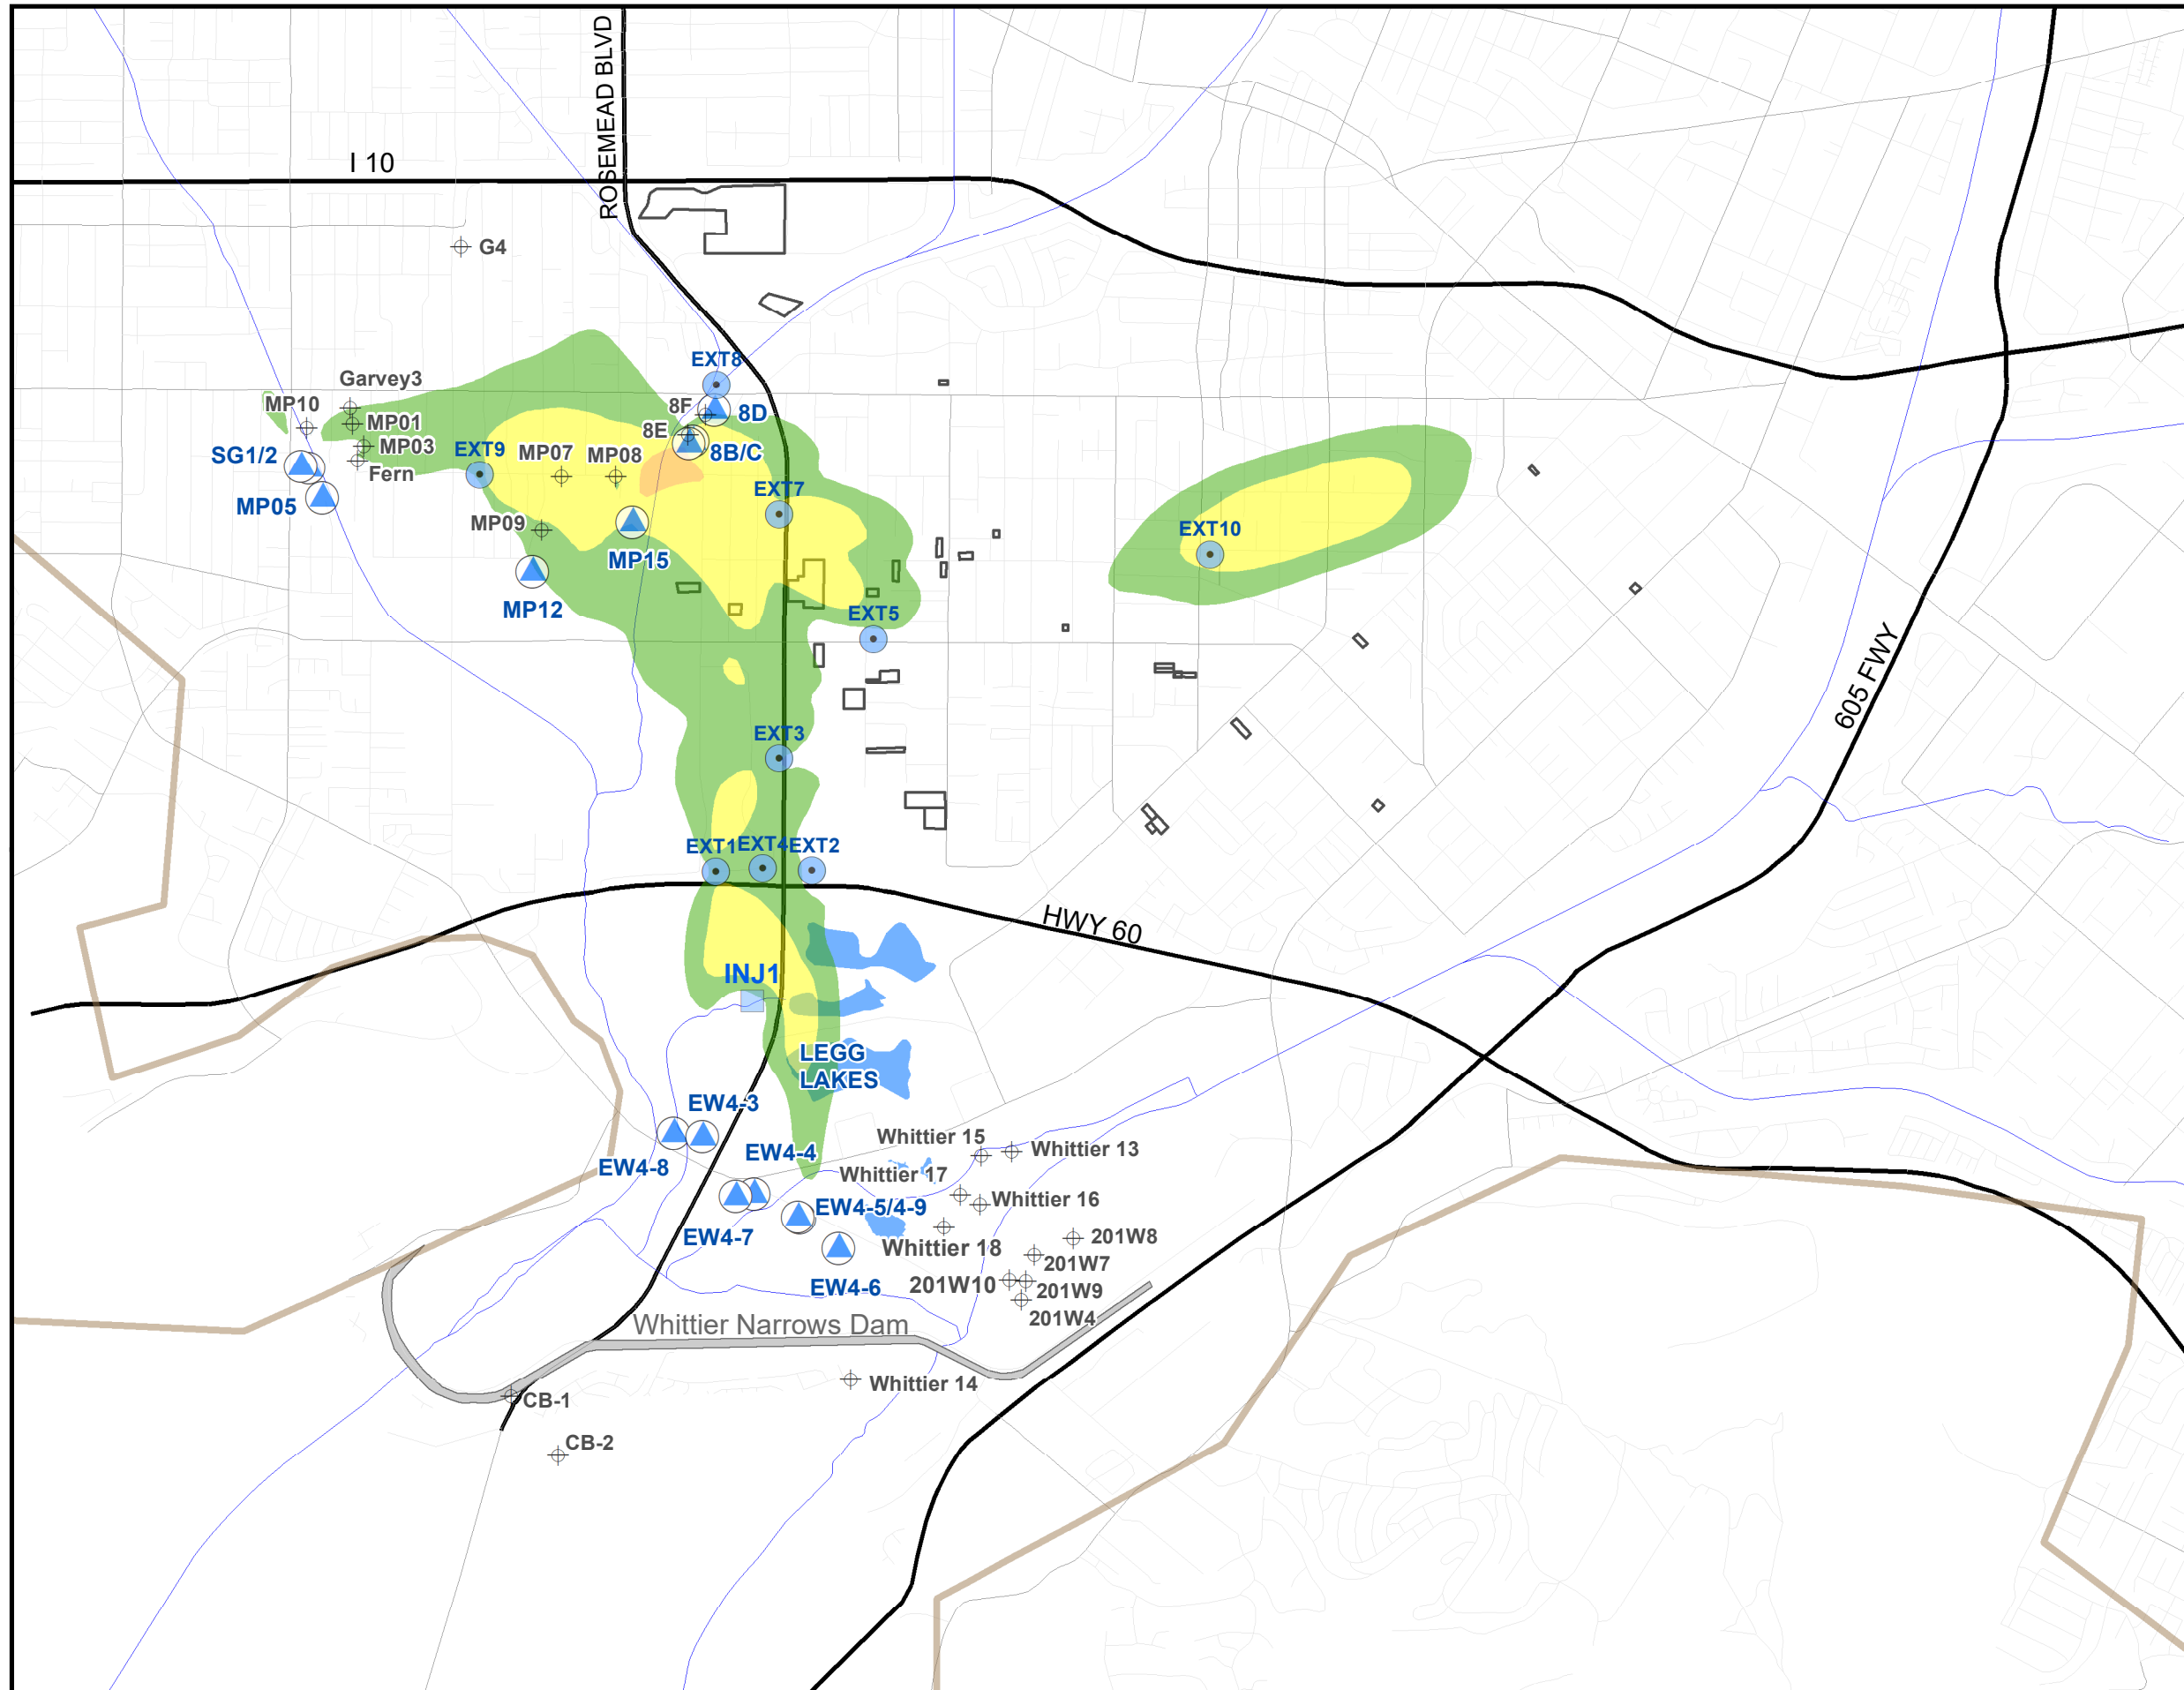 ROSEMEAD BLVD
I 10
G4
EXT8
Garvey3
MP10
8F
8D
MP01
8E
MP03
SG1/2
EXT9
MP07
MP08
8B/C
Fern
EXT7
MP05
MP09
EXT10
MP15
MP12
EXT5
605 FWY
EXT3
EXT1
EXT4
EXT2
HWY 60
INJ1
LEGG
LAKES
EW4-3
Whittier 15
Whittier 13
EW4-4
EW4-8
Whittier 17
Whittier 16
EW4-5/4-9
EW4-7
Whittier 18
201W8
201W7
EW4-6
201W10
201W9
201W4
Whittier Narrows Dam
Whittier 14
CB-1
CB-2